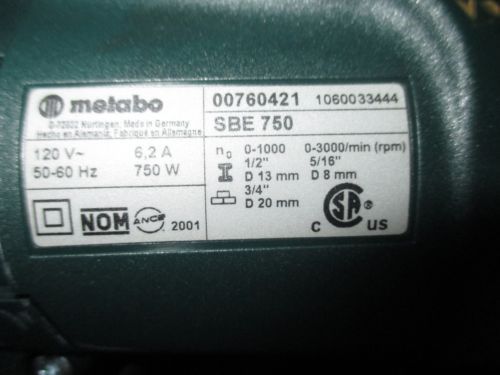 metabo
D-72602 Nürtingen, Made in Germany
Hecho en Alemania, Fabriqué en Allemagne
120 V~ 6,2 A
50-60 Hz 750 W
NOM ANCE 2001
00760421 1060033444
SBE 750
n₀ 0-1000 0-3000/min (rpm)
1/2" 5/16"
D 13 mm D 8 mm
3/4"
D 20 mm
C SA US